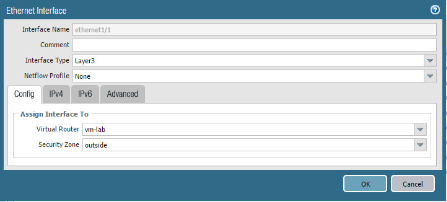 Ethernet Interface
Interface Name ethernet1/1
Comment
Interface Type Layer3
Netflow Profile None
Config IPv4 IPv6 Advanced
Assign Interface To
Virtual Router vm-lab
Security Zone outside
OK Cancel